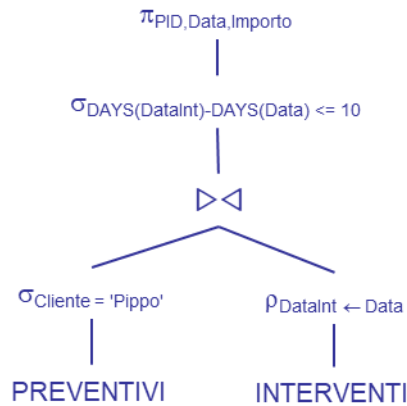 πPID,Data,Importo
σDAYS(DataInt)-DAYS(Data) <= 10
▷◁
σCliente = 'Pippo' ρDataInt ← Data
PREVENTIVI INTERVENTI